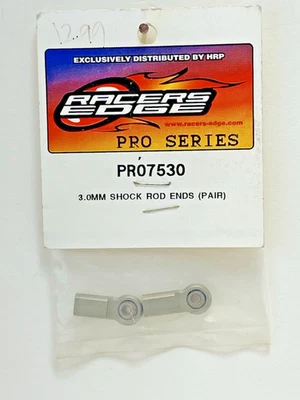 12.99
EXCLUSIVELY DISTRIBUTED BY HRP
RACERS
EDGE
www.racers-edge.com
PRO SERIES
PR07530
3.0MM SHOCK ROD ENDS (PAIR)